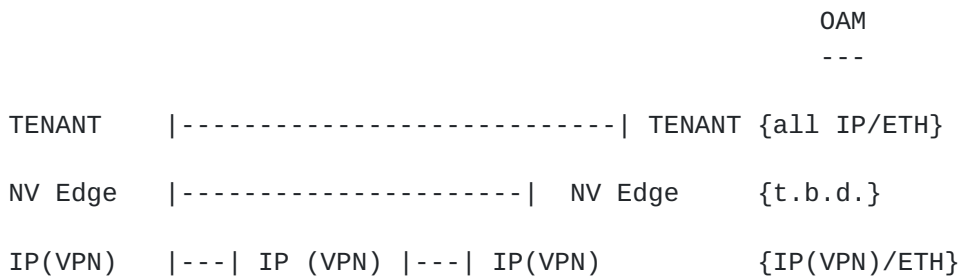 OAM
---
TENANT |----------------------------| TENANT {all IP/ETH}
NV Edge |----------------------| NV Edge {t.b.d.}
IP(VPN) |---| IP (VPN) |---| IP(VPN) {IP(VPN)/ETH}